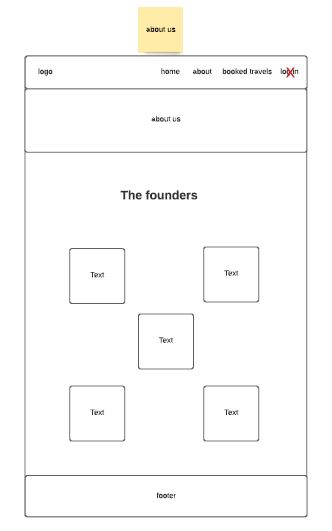 about us
logo home about booked travels login
about us
The founders
Text Text
Text
Text Text
footer